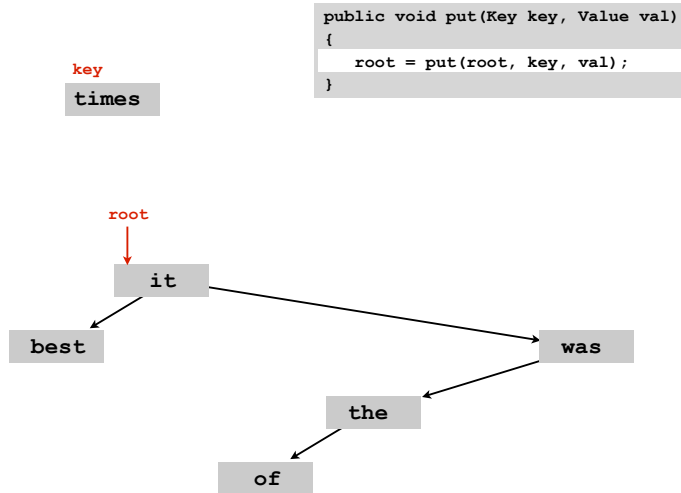 public void put(Key key, Value val)
{
root = put(root, key, val);
}
key
times
root
it
best
was
the
of